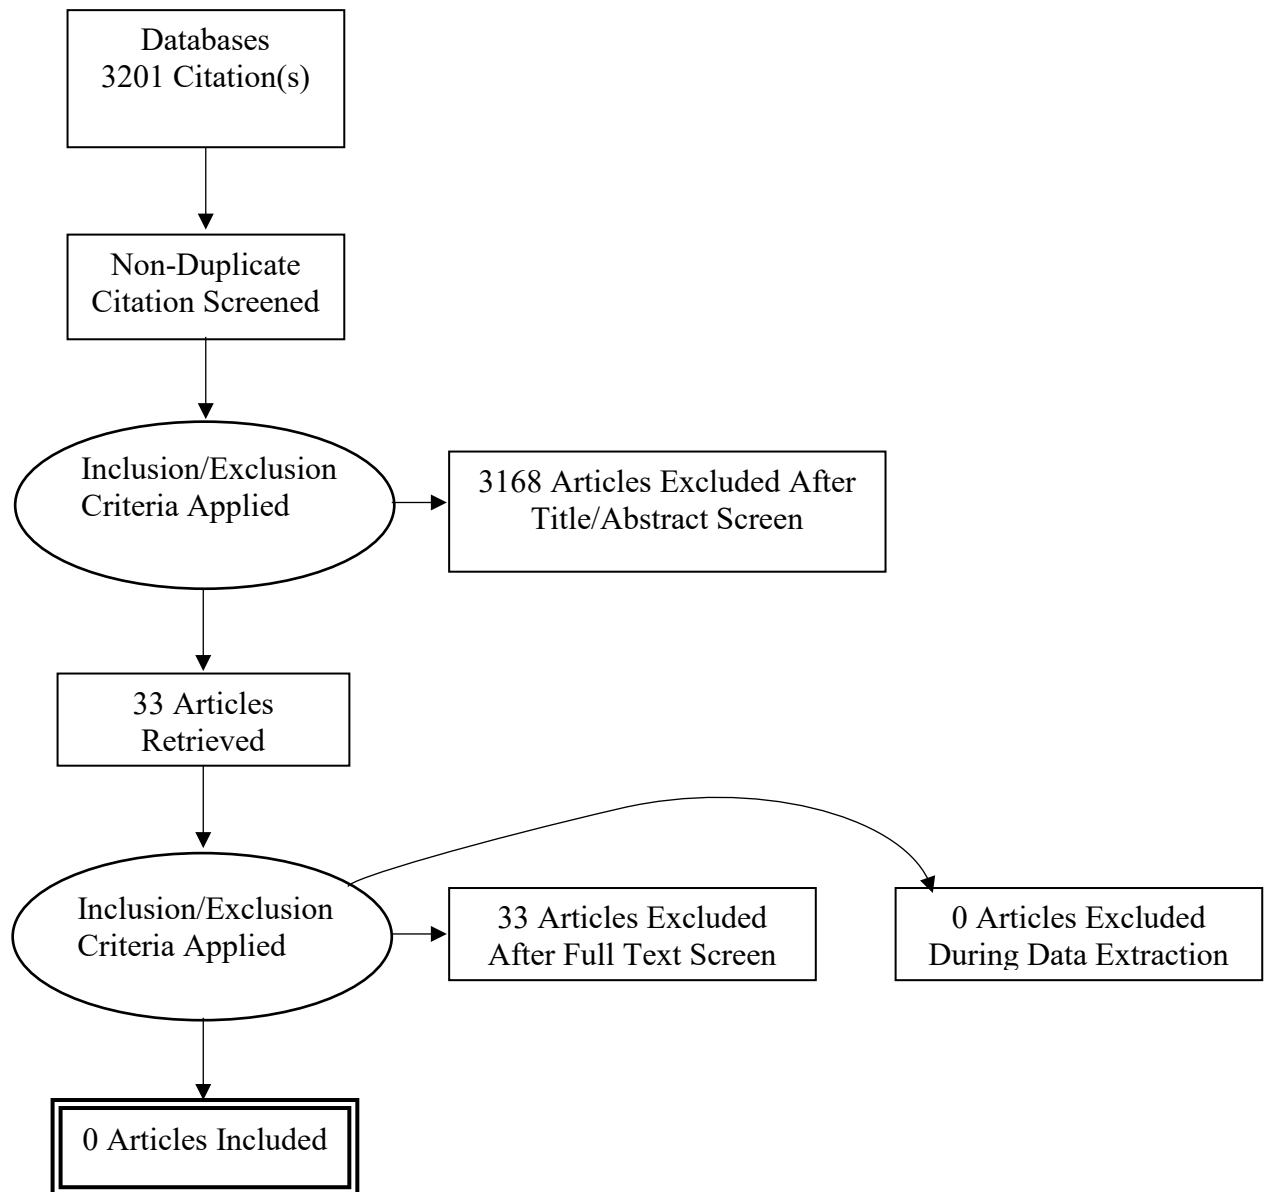 Databases
3201 Citation(s)
Non-Duplicate
Citation Screened
Inclusion/Exclusion
Criteria Applied
3168 Articles Excluded After
Title/Abstract Screen
33 Articles
Retrieved
Inclusion/Exclusion
Criteria Applied
33 Articles Excluded
After Full Text Screen
0 Articles Excluded
During Data Extraction
0 Articles Included